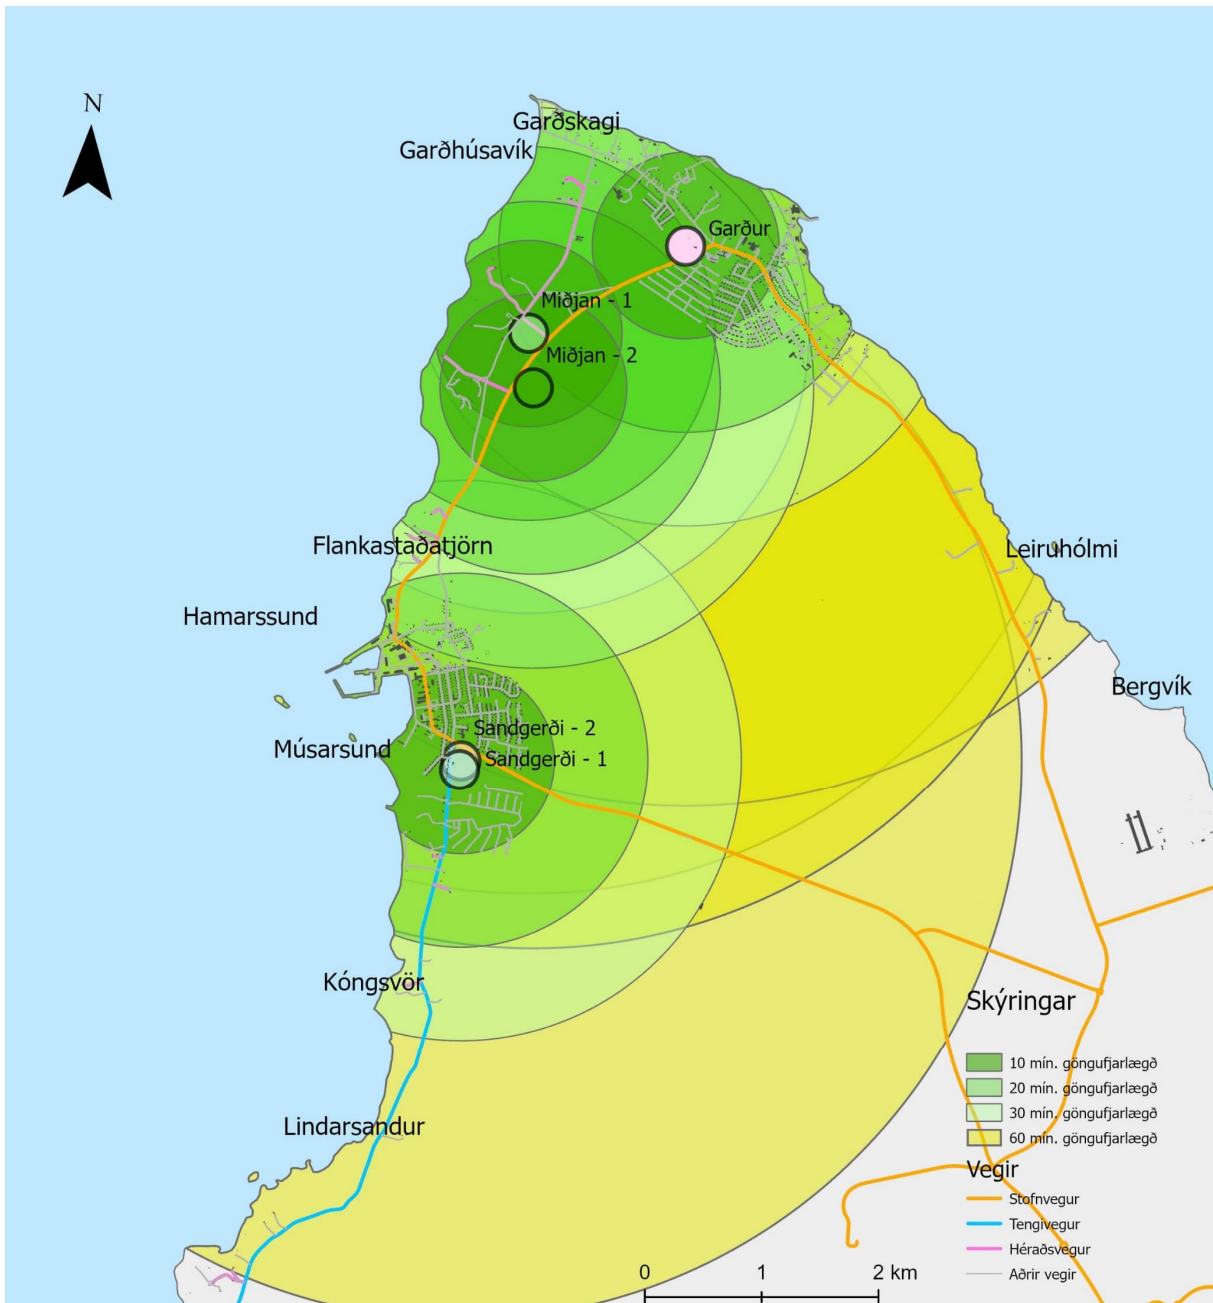 N
Garðskagi
Garðhúsavík
Garður
Miðjan - 1
Miðjan - 2
Flankastaðatjörn
Leiruhólmi
Hamarssund
Bergvík
Sandgerði - 2
Músarsund
Sandgerði - 1
Kóngsvör
Skýringar
10 mín. göngufjarlægð
20 mín. göngufjarlægð
30 mín. göngufjarlægð
60 mín. göngufjarlægð
Lindarsandur
Vegir
Stofnvegur
Tengivegur
Héraðsvegur
Aðrir vegir
0 1 2 km